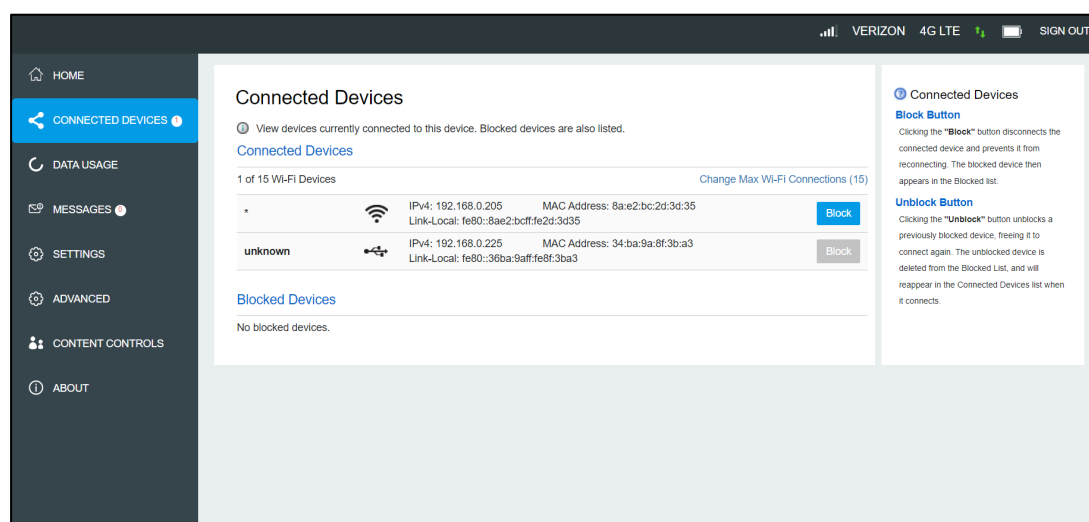 VERIZON 4G LTE SIGN OUT
HOME
CONNECTED DEVICES 1
DATA USAGE
MESSAGES 0
SETTINGS
ADVANCED
CONTENT CONTROLS
ABOUT
Connected Devices
View devices currently connected to this device. Blocked devices are also listed.
Connected Devices
1 of 15 Wi-Fi Devices Change Max Wi-Fi Connections (15)
* IPv4: 192.168.0.205 MAC Address: 8a:e2:bc:2d:3d:35 Block
Link-Local: fe80::8ae2:bcff:fe2d:3d35
unknown IPv4: 192.168.0.225 MAC Address: 34:ba:9a:8f:3b:a3 Block
Link-Local: fe80::36ba:9aff:fe8f:3ba3
Blocked Devices
No blocked devices.
Connected Devices
Block Button
Clicking the "Block" button disconnects the
connected device and prevents it from
reconnecting. The blocked device then
appears in the Blocked list.
Unblock Button
Clicking the "Unblock" button unblocks a
previously blocked device, freeing it to
connect again. The unblocked device is
deleted from the Blocked List, and will
reappear in the Connected Devices list when
it connects.